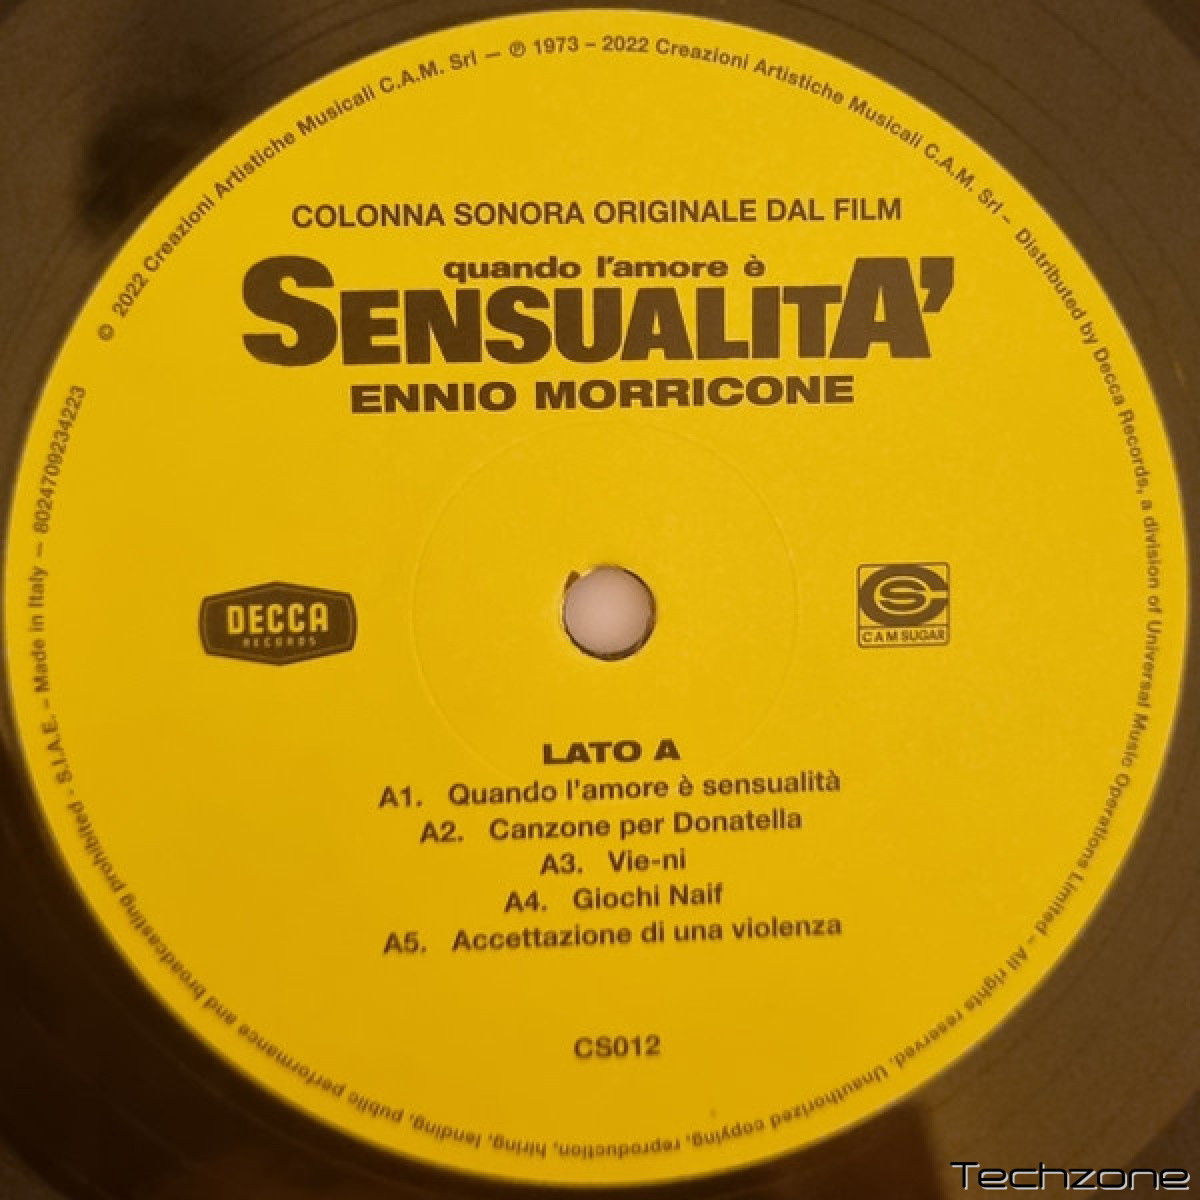 © 2022 Creazioni Artistiche Musicali C.A.M. Srl – ℗ 1973 – 2022 Creazioni Artistiche Musicali C.A.M. Srl – Distributed by Decca Records, a division of Universal Music Operations Limited - All rights reserved. Unauthorized copying, reproduction, hiring, lending, public performance and broadcasting prohibited - S.I.A.E. – Made in Italy – 8024709234223
COLONNA SONORA ORIGINALE DAL FILM
quando l'amore è
SENSUALITA'
ENNIO MORRICONE
DECCA
RECORDS
CS
CAM SUGAR
LATO A
A1. Quando l'amore è sensualità
A2. Canzone per Donatella
A3. Vie-ni
A4. Giochi Naif
A5. Accettazione di una violenza
CS012
Techzone